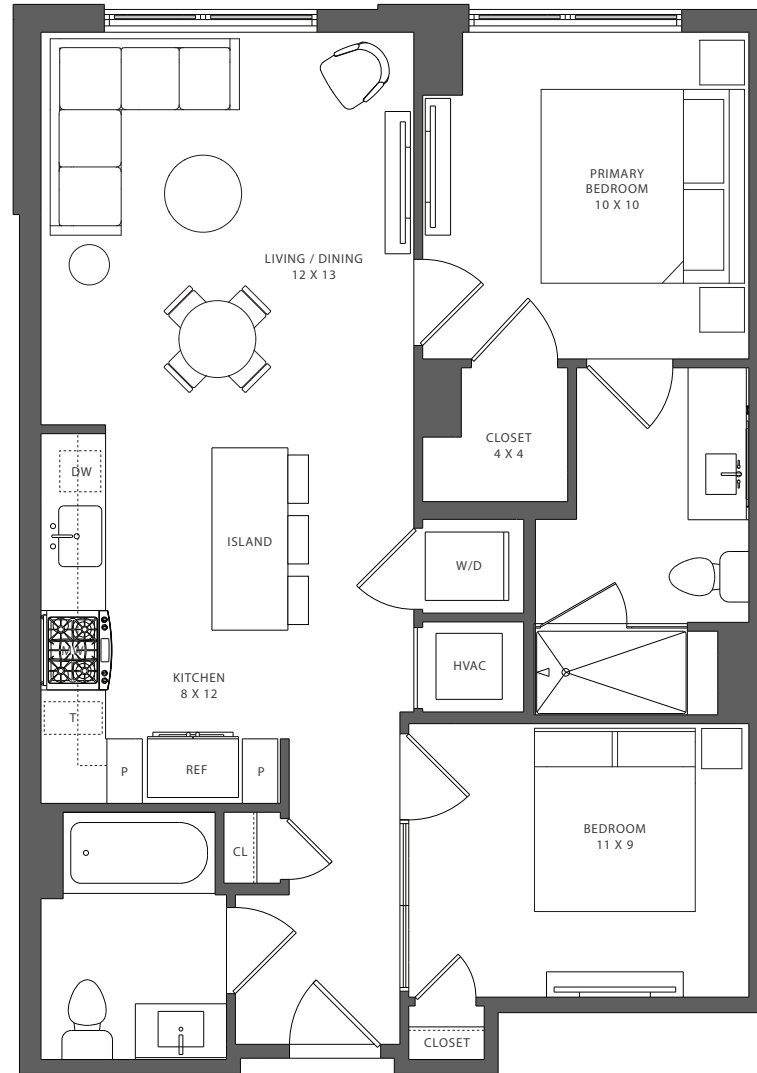 PRIMARY
BEDROOM
10 X 10
LIVING / DINING
12 X 13
CLOSET
4 X 4
DW
ISLAND
W/D
HVAC
KITCHEN
8 X 12
T
P
REF
P
BEDROOM
11 X 9
CL
CLOSET